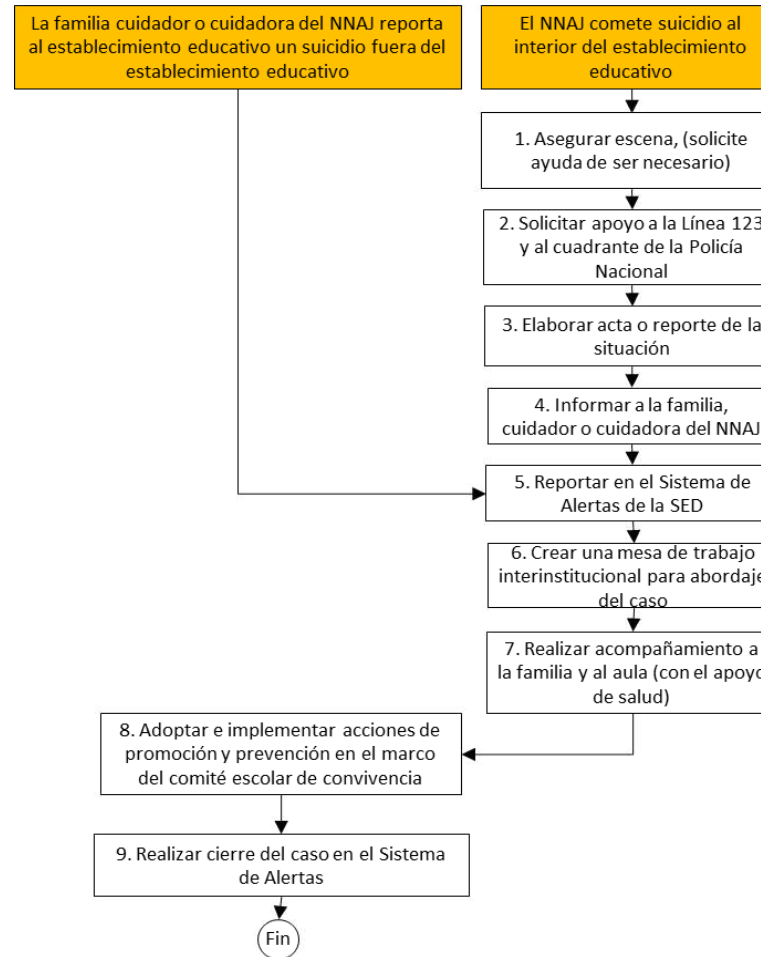 La familia cuidador o cuidadora del NNAJ reporta
al establecimiento educativo un suicidio fuera del
establecimiento educativo
El NNAJ comete suicidio al
interior del establecimiento
educativo
1. Asegurar escena, (solicite
ayuda de ser necesario)
2. Solicitar apoyo a la Línea 123
y al cuadrante de la Policía
Nacional
3. Elaborar acta o reporte de la
situación
4. Informar a la familia,
cuidador o cuidadora del NNAJ
5. Reportar en el Sistema de
Alertas de la SED
6. Crear una mesa de trabajo
interinstitucional para abordaje
del caso
7. Realizar acompañamiento a
la familia y al aula (con el apoyo
de salud)
8. Adoptar e implementar acciones de
promoción y prevención en el marco
del comité escolar de convivencia
9. Realizar cierre del caso en el Sistema
de Alertas
Fin